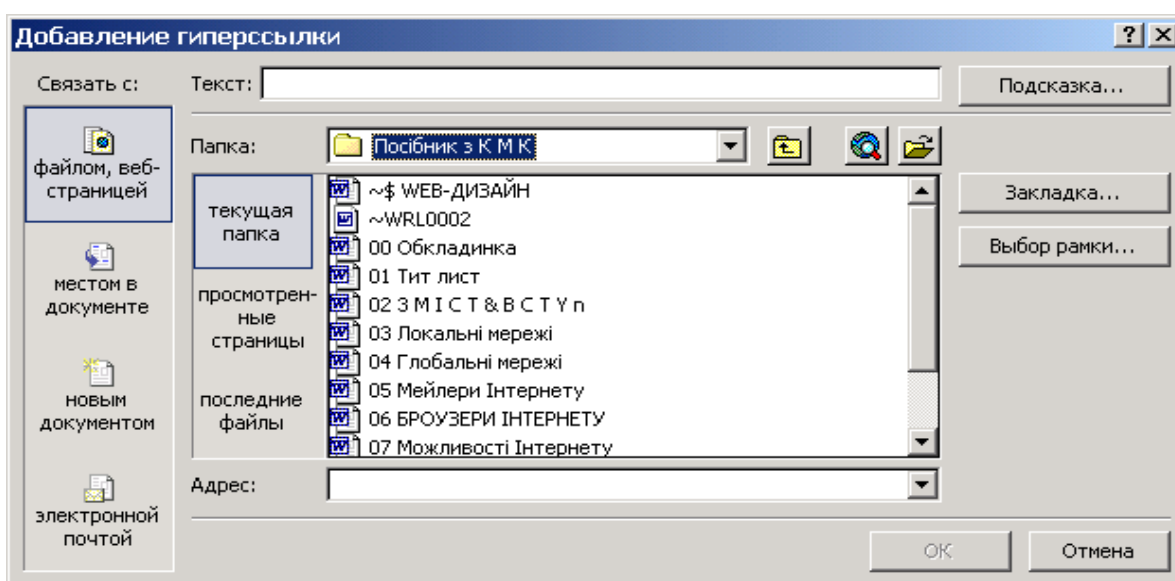 Добавление гиперссылки
Связать с:
файлом, веб-
страницей
местом в
документе
новым
документом
электронной
почтой
Текст:
Подсказка...
Папка:
Посібник з К М К
текущая
папка
просмотрен-
ные
страницы
последние
файлы
~$ WEB-ДИЗАЙН
~WRL0002
00 Обкладинка
01 Тит лист
02 З М І С Т & В С Т У п
03 Локальні мережі
04 Глобальні мережі
05 Мейлери Інтернету
06 БРОУЗЕРИ ІНТЕРНЕТУ
07 Можливості Інтернету
Закладка...
Выбор рамки...
Адрес:
ОК
Отмена